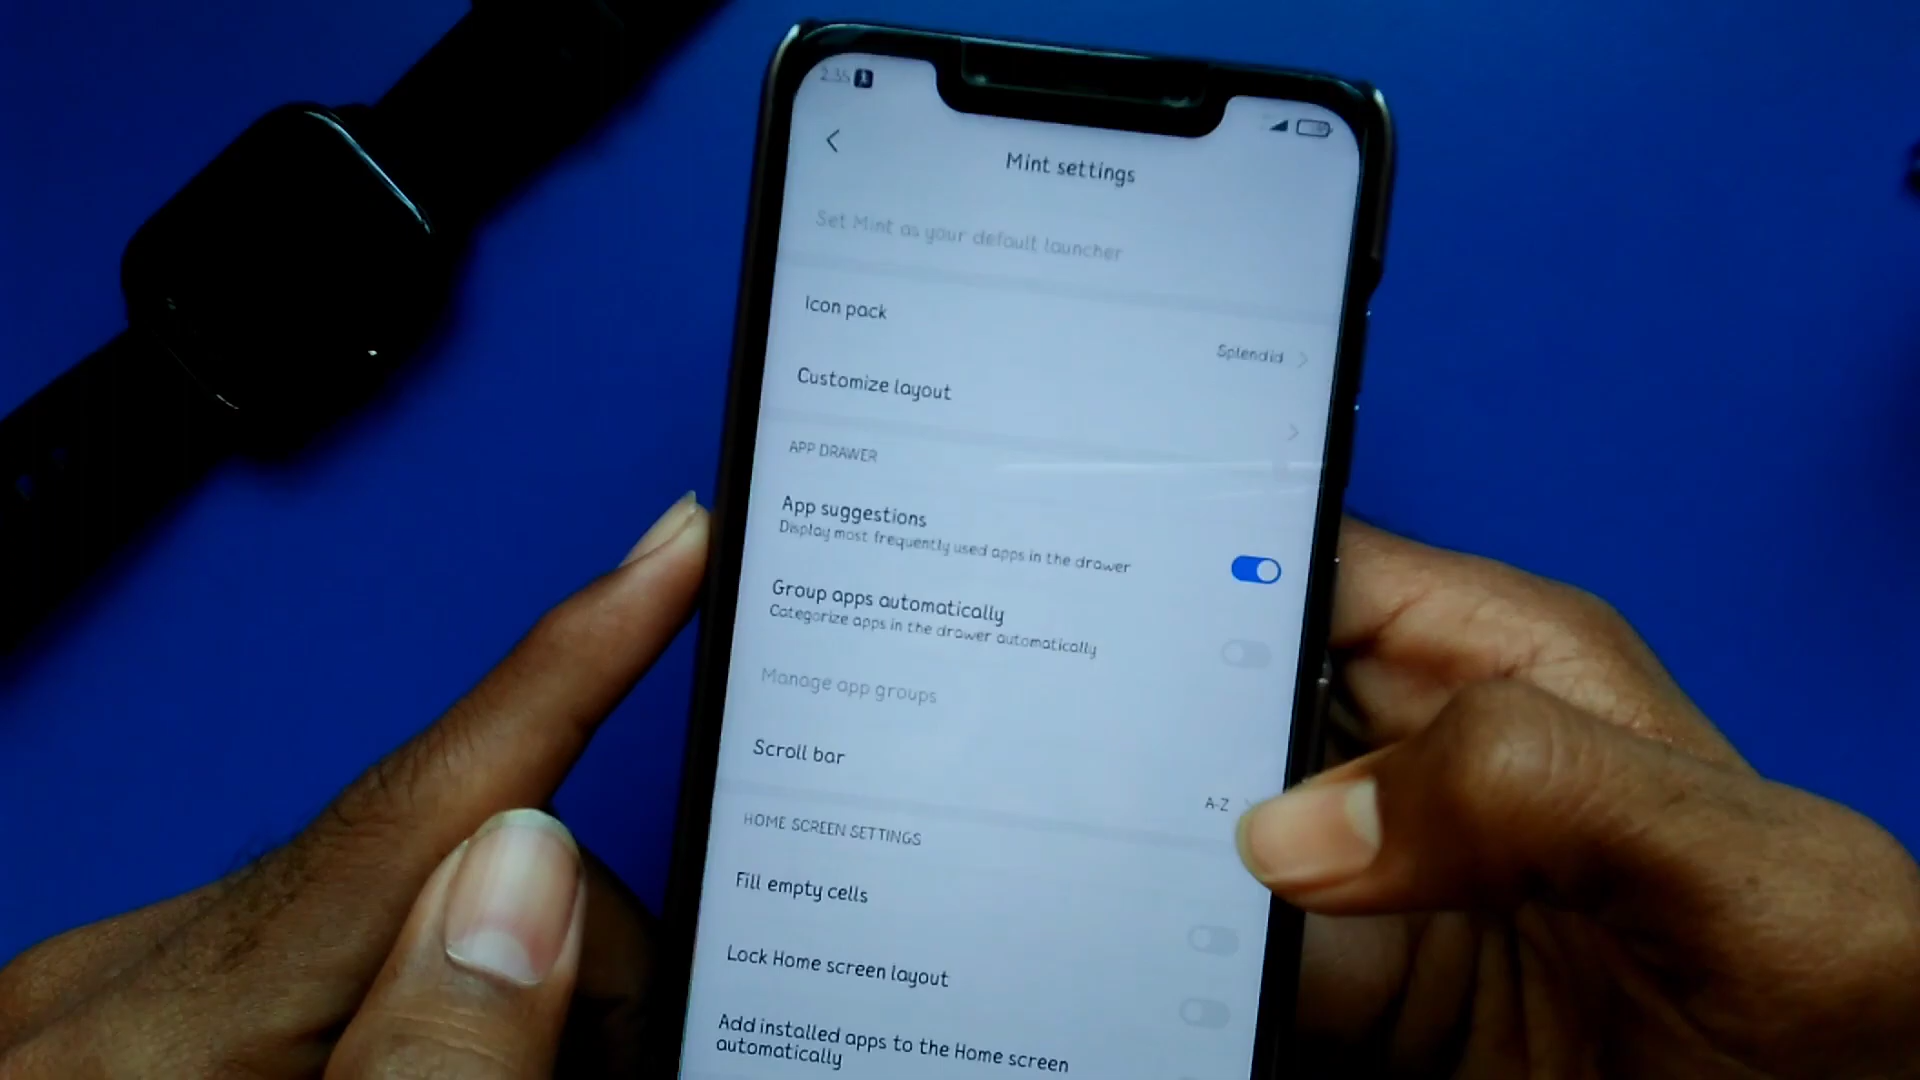 2:35
Mint settings
Set Mint as your default launcher
Icon pack
Splendid
Customize layout
APP DRAWER
App suggestions
Display most frequently used apps in the drawer
Group apps automatically
Categorize apps in the drawer automatically
Manage app groups
Scroll bar
A-Z
HOME SCREEN SETTINGS
Fill empty cells
Lock Home screen layout
Add installed apps to the Home screen
automatically